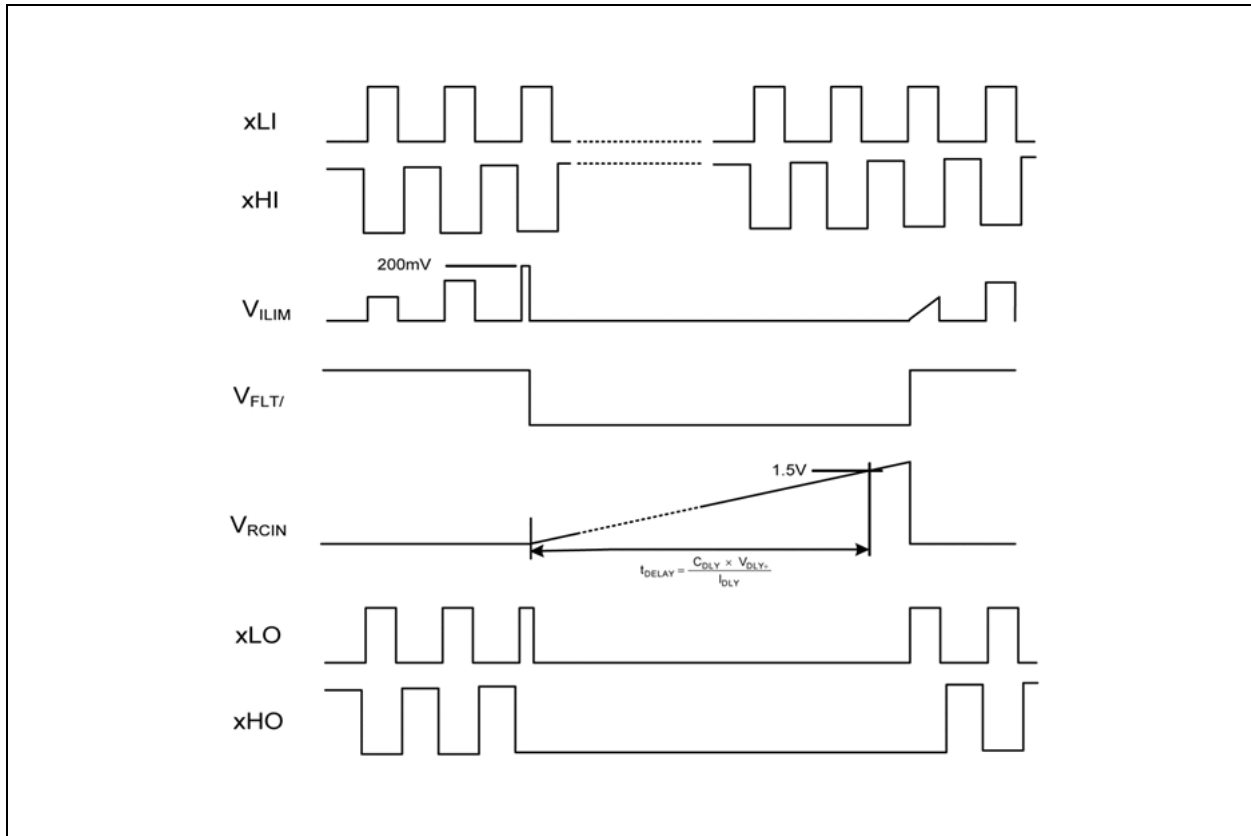 xLI
xHI
200mV
VILIM
VFLT/
1.5V
VRCIN
tDELAY = CDLY × VDLY+ / IDLY
xLO
xHO